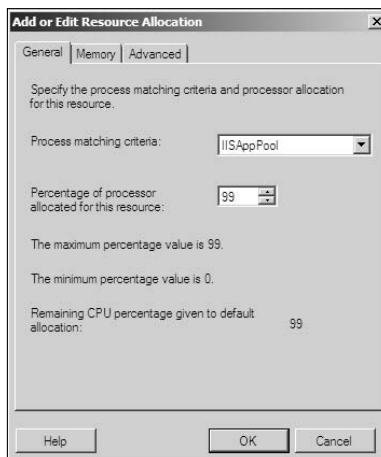 Add or Edit Resource Allocation
General Memory Advanced
Specify the process matching criteria and processor allocation
for this resource.
Process matching criteria: IISAppPool
Percentage of processor
allocated for this resource: 99
The maximum percentage value is 99.
The minimum percentage value is 0.
Remaining CPU percentage given to default
allocation: 99
Help OK Cancel